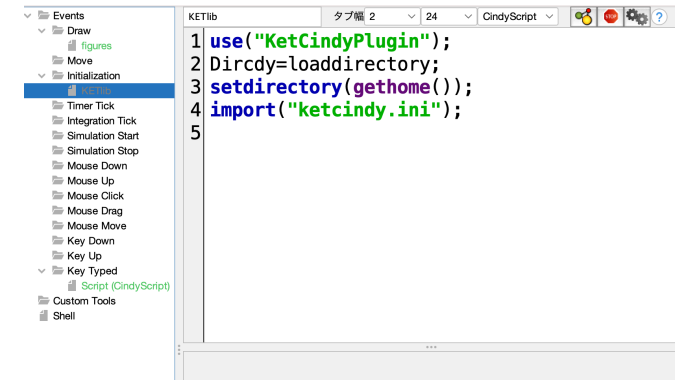 Events
Draw
figures
Move
Initialization
KETlib
Timer Tick
Integration Tick
Simulation Start
Simulation Stop
Mouse Down
Mouse Up
Mouse Click
Mouse Drag
Mouse Move
Key Down
Key Up
Key Typed
Script (CindyScript)
Custom Tools
Shell
KETlib タブ幅 2 24 CindyScript STOP ?
1 use("KetCindyPlugin");
2 Dircdy=loaddirectory;
3 setdirectory(gethome());
4 import("ketcindy.ini");
5